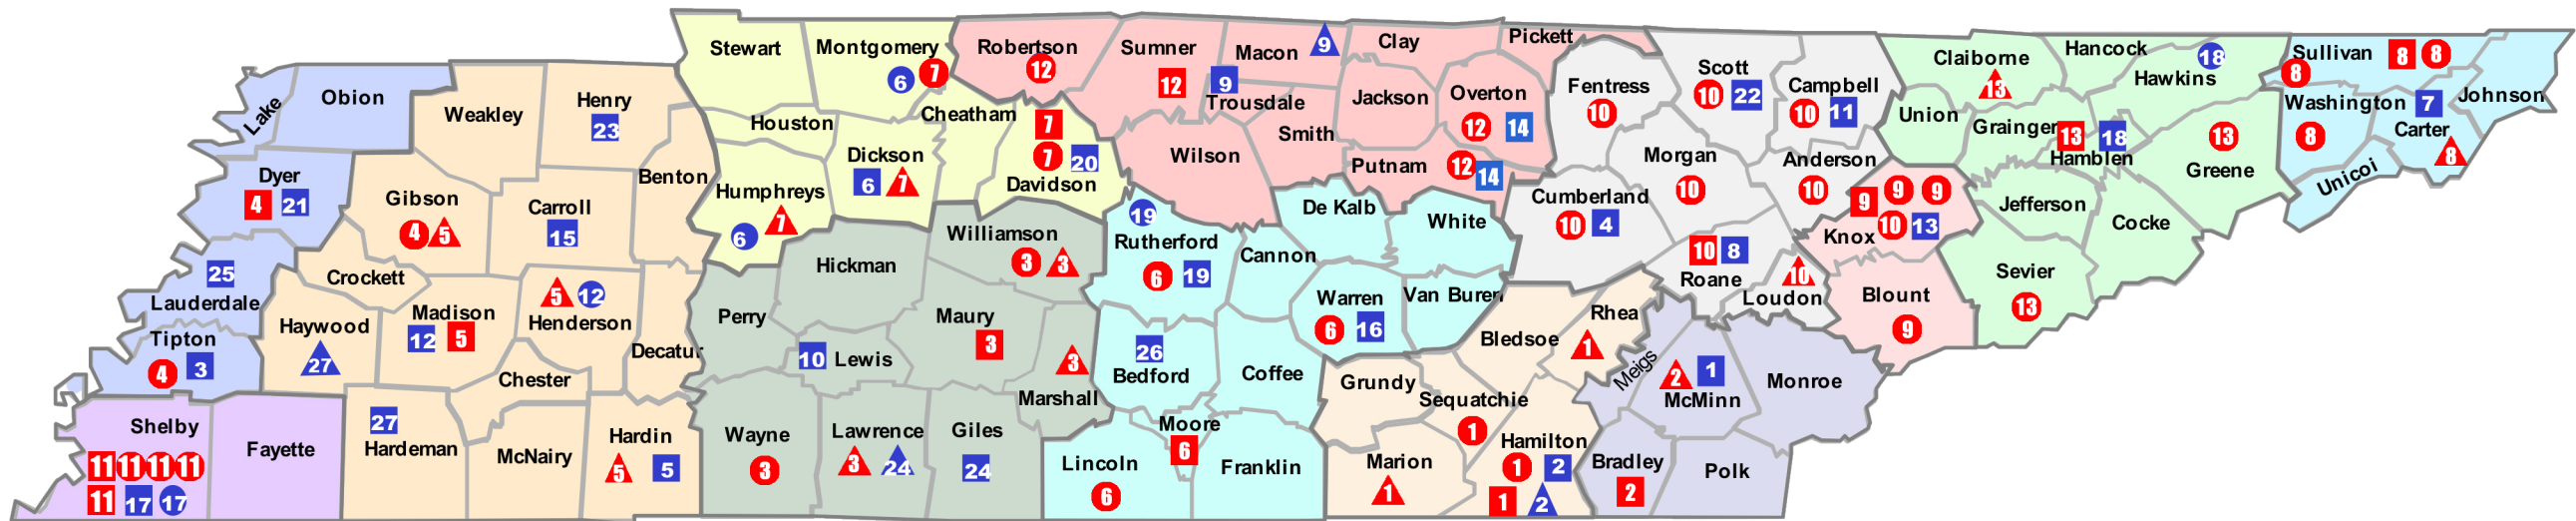 Lake
Obion
Weakley
Henry
23
Dyer
4 21
Gibson
4 5
Carroll
15
Benton
25
Lauderdale
Crockett
Tipton
4 3
Haywood
27
Madison
12 5
5 12
Henderson
Decatur
Chester
Shelby
11 11 11 11
11 17 17
Fayette
27
Hardeman
McNairy
Hardin
5 5
Stewart
Montgomery
6 7
Houston
Cheatham
Dickson
6 7
Humphreys
6 7
7
7 20
Davidson
Robertson
12
Sumner
12
Macon
9
9
Trousdale
Clay
Pickett
Jackson
Overton
12 14
Smith
Wilson
Putnam
12 14
Hickman
Williamson
3 3
Perry
10 Lewis
Maury
3
3
Marshall
Wayne
3
Lawrence
3 24
Giles
24
19
Rutherford
6 19
Cannon
De Kalb
White
Warren
6 16
Van Buren
26
Bedford
Coffee
Moore
6
Lincoln
6
Franklin
Fentress
10
Scott
10 22
Campbell
10 11
Morgan
10
Anderson
10
Cumberland
10 4
10 8
Roane
10
Loudon
9 9 9
10 13
Knox
Blount
9
Bledsoe
Rhea
1
Grundy
Sequatchie
1
Marion
1
Hamilton
1 2
1 2
Meigs
2 1
McMinn
Monroe
Bradley
2
Polk
Claiborne
13
Hancock
18
Hawkins
Union
Grainger
13
18
Hamblen
13
Greene
Jefferson
Cocke
Sevier
13
Sullivan 8 8
8
Washington 7
8
Johnson
Carter
8
Unicoi